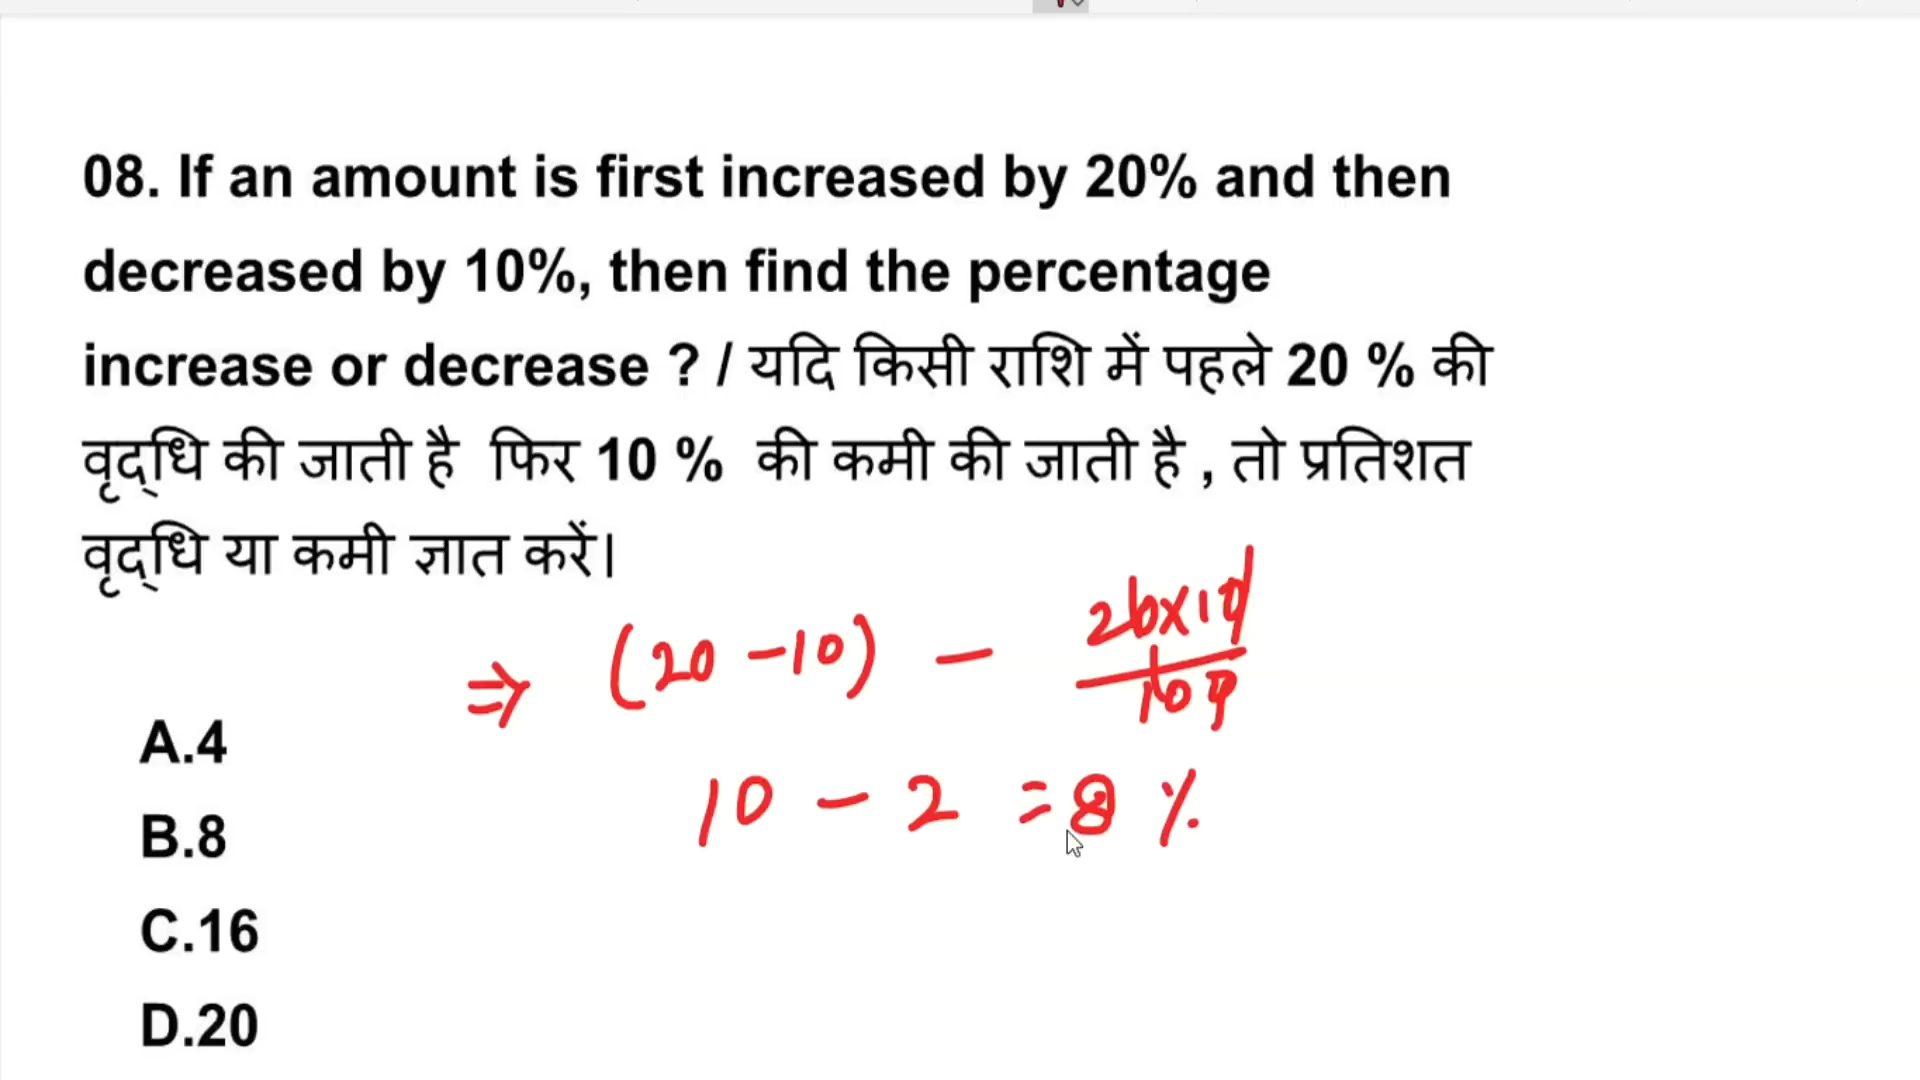 08. If an amount is first increased by 20% and then
decreased by 10%, then find the percentage
increase or decrease ? / यदि किसी राशि में पहले 20 % की
वृद्धि की जाती है फिर 10 % की कमी की जाती है , तो प्रतिशत
वृद्धि या कमी ज्ञात करें।
⇒ (20 - 10) - 20x10/100
10 - 2 = 8 %
A.4
B.8
C.16
D.20